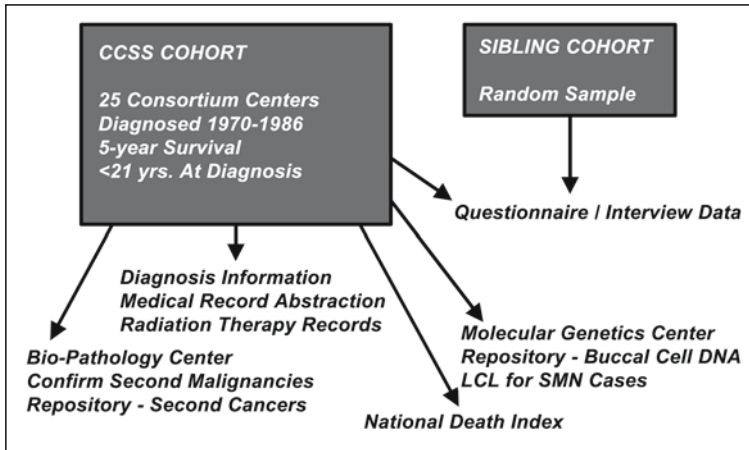 CCSS COHORT
25 Consortium Centers
Diagnosed 1970-1986
5-year Survival
<21 yrs. At Diagnosis
SIBLING COHORT
Random Sample
Questionnaire / Interview Data
Diagnosis Information
Medical Record Abstraction
Radiation Therapy Records
Bio-Pathology Center
Confirm Second Malignancies
Repository - Second Cancers
Molecular Genetics Center
Repository - Buccal Cell DNA
LCL for SMN Cases
National Death Index